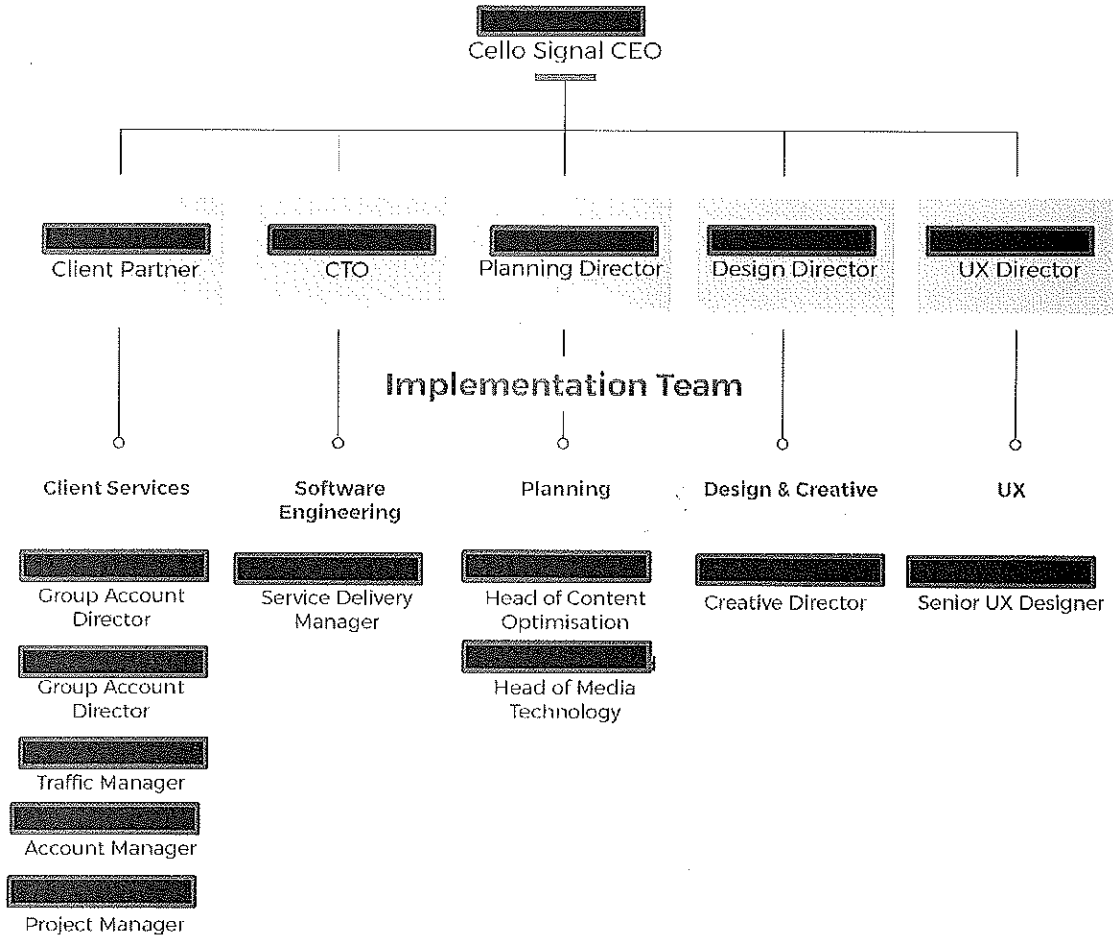 Cello Signal CEO
Client Partner
CTO
Planning Director
Design Director
UX Director
Implementation Team
Client Services
Software
Engineering
Planning
Design & Creative
UX
Group Account
Director
Group Account
Director
Traffic Manager
Account Manager
Project Manager
Service Delivery
Manager
Head of Content
Optimisation
Head of Media
Technology
Creative Director
Senior UX Designer